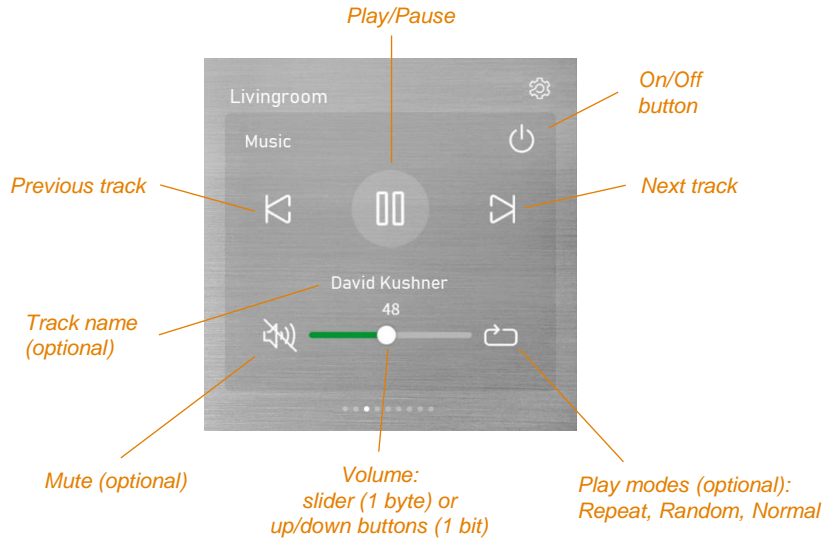 Play/Pause
On/Off
button
Livingroom
Music
Previous track
Next track
David Kushner
48
Track name
(optional)
Mute (optional)
Volume:
slider (1 byte) or
up/down buttons (1 bit)
Play modes (optional):
Repeat, Random, Normal